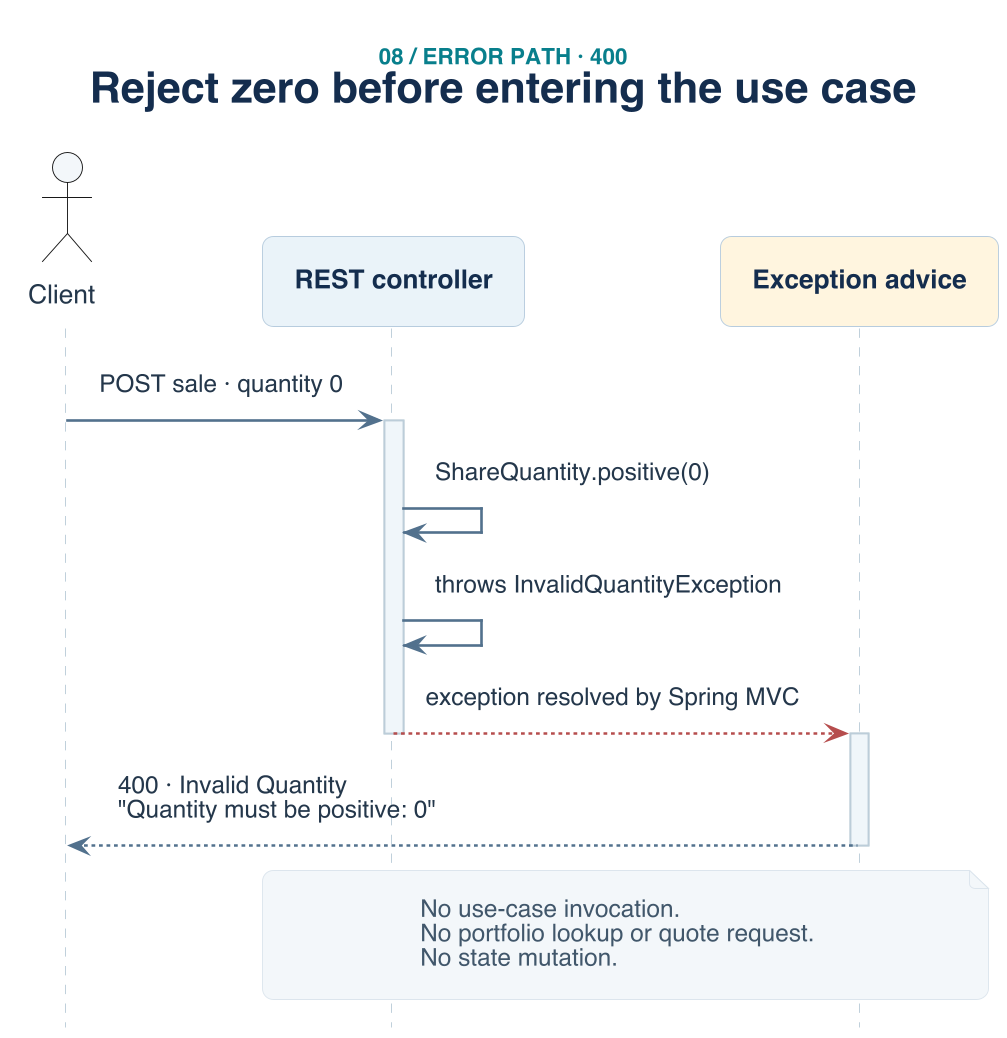 08 / ERROR PATH · 400
Reject zero before entering the use case
Client
REST controller
Exception advice
POST sale · quantity 0
ShareQuantity.positive(0)
throws InvalidQuantityException
exception resolved by Spring MVC
400 · Invalid Quantity
"Quantity must be positive: 0"
No use-case invocation.
No portfolio lookup or quote request.
No state mutation.